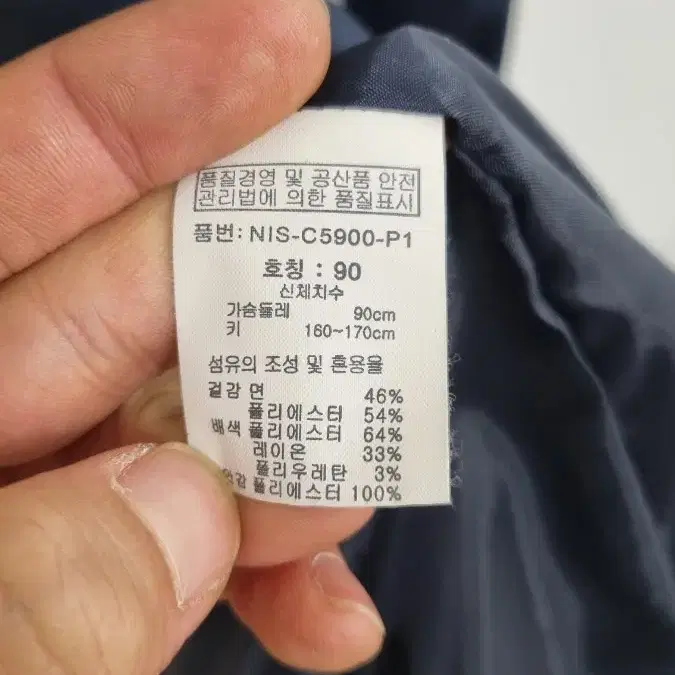 품질경영 및 공산품 안전
관리법에 의한 품질표시
품번: NIS-C5900-P1
호칭 : 90
신체치수
가슴둘레 90cm
키 160~170cm
섬유의 조성 및 혼용율
겉감 면 46%
폴리에스터 54%
배색 폴리에스터 64%
레이온 33%
폴리우레탄 3%
폴리에스터 100%